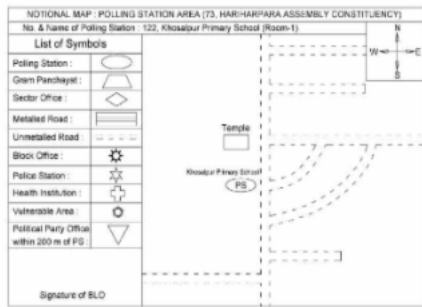 NOTIONAL MAP : POLLING STATION AREA (73, HARIHARPARA ASSEMBLY CONSTITUENCY)
No. & Name of Polling Station : 122, Khosalpur Primary School (Room-1)
List of Symbols
Polling Station :
Gram Panchayet :
Sector Office :
Metalled Road :
Unmetalled Road :
Block Office :
Police Station :
Health Institution :
Vulnerable Area :
Political Party Office
within 200 m of PS :
Signature of BLO
N
W
E
S
Temple
Khosalpur Primary School
PS